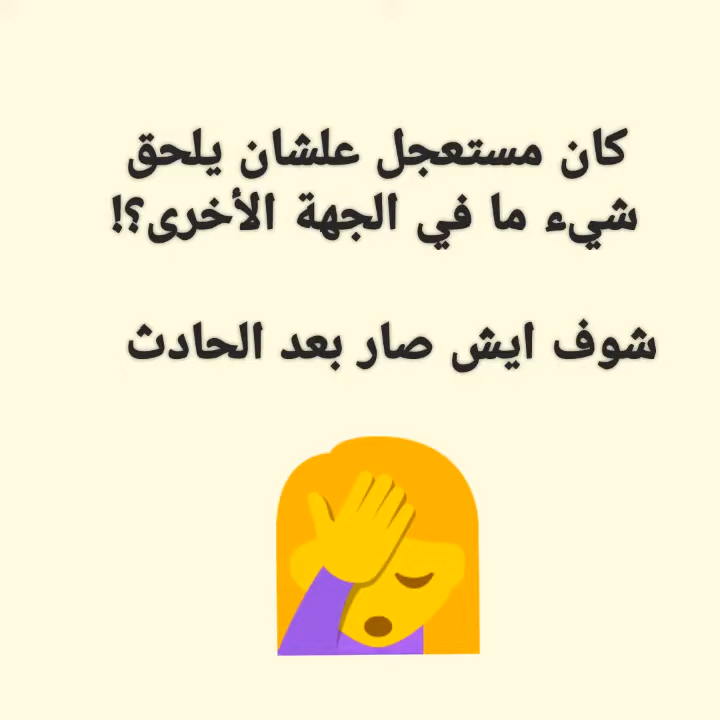 كان مستعجل علشان يلحق
شيء ما في الجهة الأخرى؟!
شوف ايش صار بعد الحادث